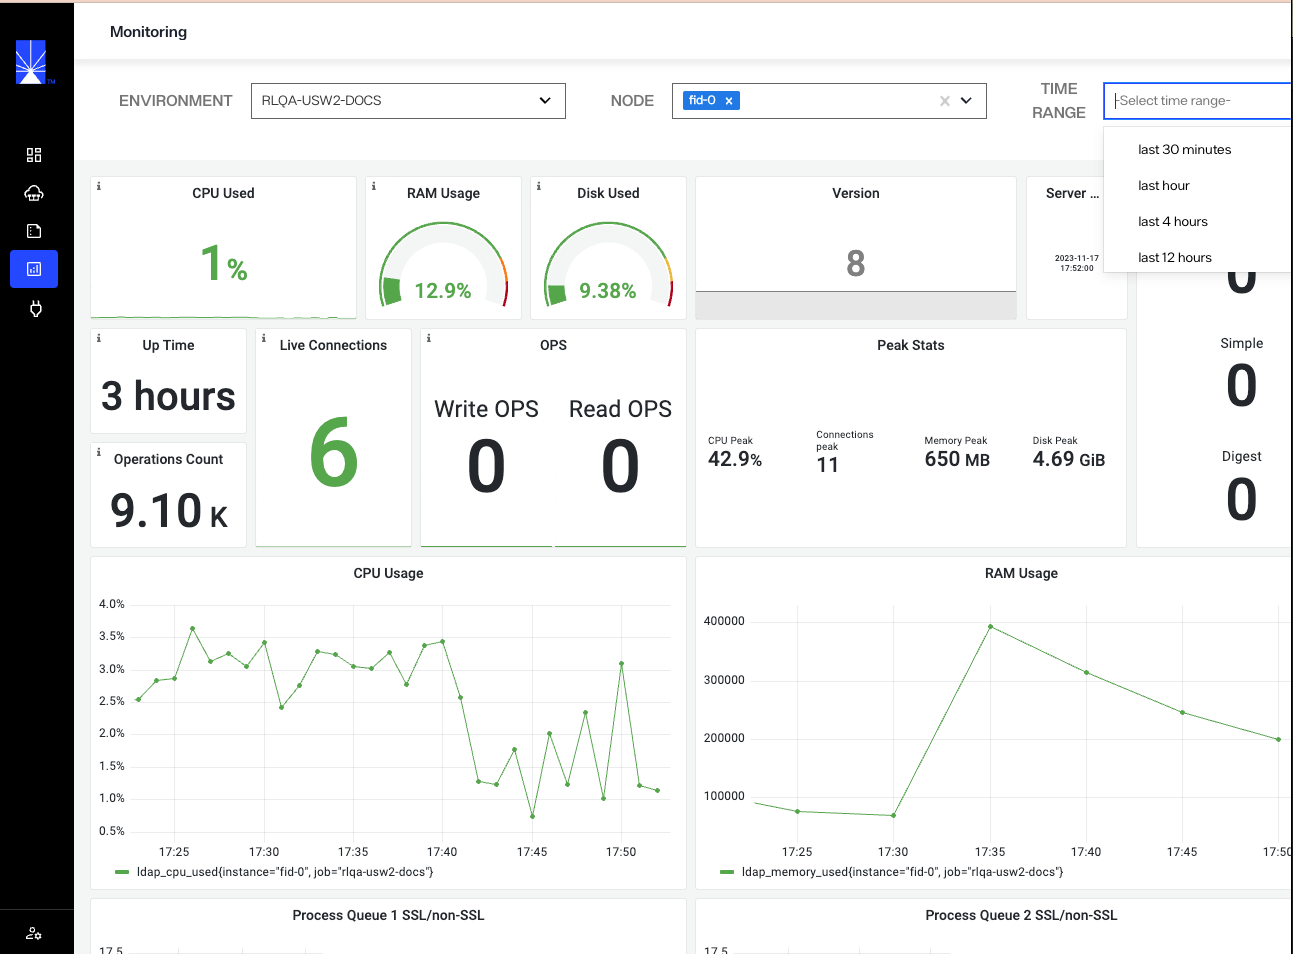 Monitoring
TM
ENVIRONMENT
RLQA-USW2-DOCS
NODE
fid-0 ×
TIME
RANGE
-Select time range-
last 30 minutes
last hour
last 4 hours
last 12 hours
CPU Used
1%
RAM Usage
12.9%
Disk Used
9.38%
Version
8
Server ...
2023-11-17
17:52:00
0
Simple
0
Digest
0
Up Time
3 hours
Live Connections
6
OPS
Write OPS
0
Read OPS
0
Operations Count
9.10 K
Peak Stats
CPU Peak
42.9%
Connections
peak
11
Memory Peak
650 MB
Disk Peak
4.69 GiB
CPU Usage
4.0%
3.5%
3.0%
2.5%
2.0%
1.5%
1.0%
0.5%
17:25 17:30 17:35 17:40 17:45 17:50
ldap_cpu_used{instance="fid-0", job="rlqa-usw2-docs"}
RAM Usage
400000
300000
200000
100000
17:25 17:30 17:35 17:40 17:45 17:50
ldap_memory_used{instance="fid-0", job="rlqa-usw2-docs"}
Process Queue 1 SSL/non-SSL
17.5
Process Queue 2 SSL/non-SSL
17.5